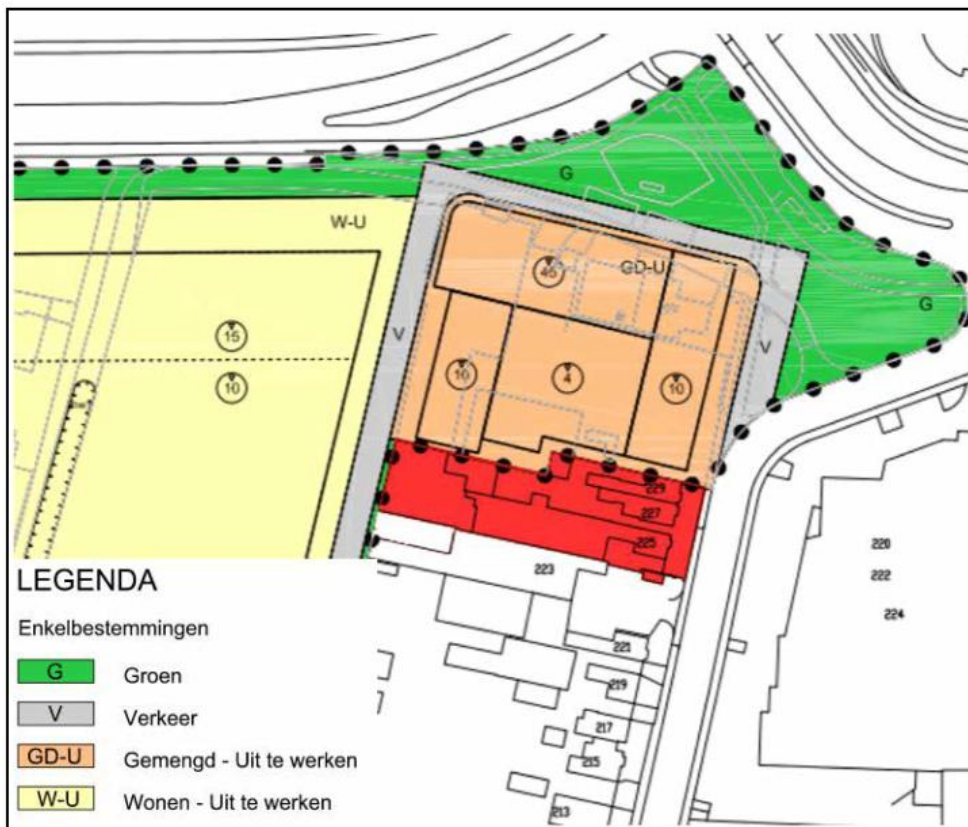 G
W-U
45
GD-U
G
15
V
V
10
10
4
10
229
227
225
223
220
222
224
221
219
217
215
213
LEGENDA
Enkelbestemmingen
G Groen
V Verkeer
GD-U Gemengd - Uit te werken
W-U Wonen - Uit te werken